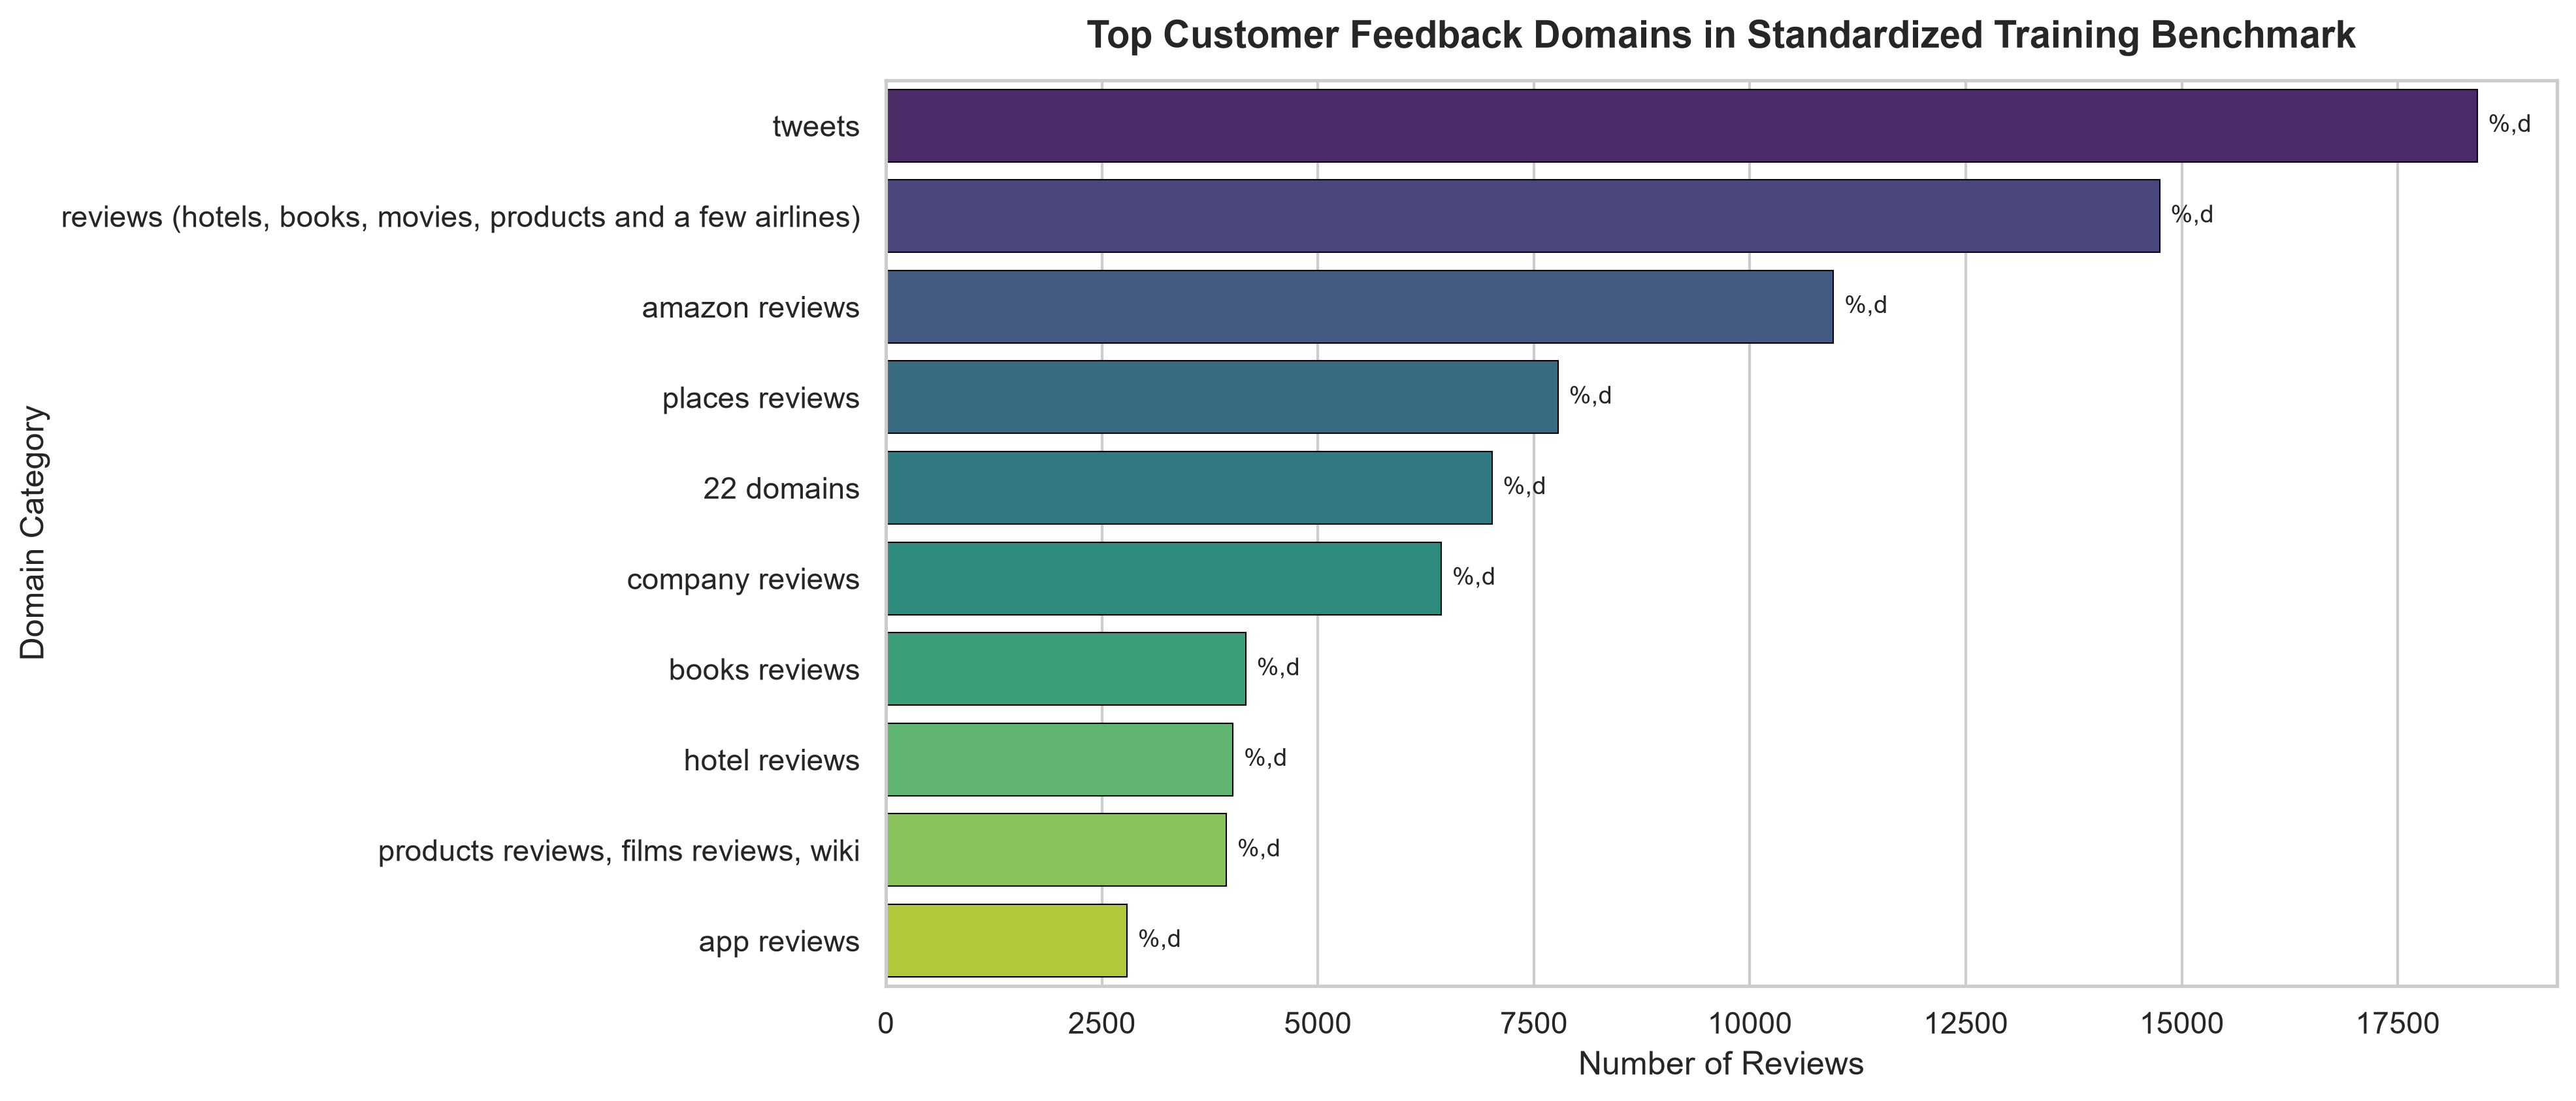 Top Customer Feedback Domains in Standardized Training Benchmark
Domain Category
tweets
%,d
reviews (hotels, books, movies, products and a few airlines)
%,d
amazon reviews
%,d
places reviews
%,d
22 domains
%,d
company reviews
%,d
books reviews
%,d
hotel reviews
%,d
products reviews, films reviews, wiki
%,d
app reviews
%,d
0 2500 5000 7500 10000 12500 15000 17500
Number of Reviews